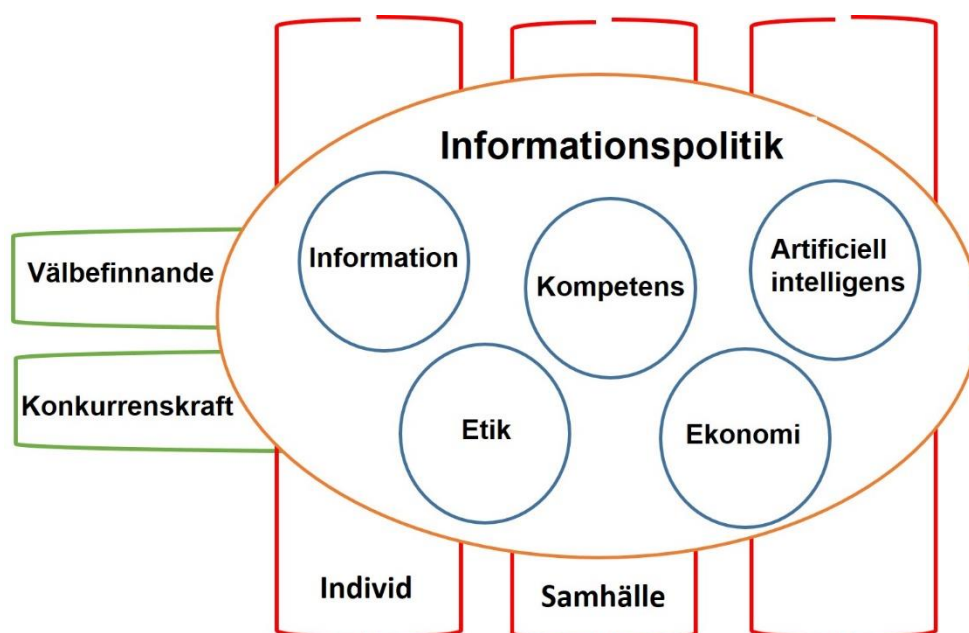 Informationspolitik
Information
Kompetens
Artificiell
intelligens
Välbefinnande
Konkurrenskraft
Etik
Ekonomi
Individ
Samhälle